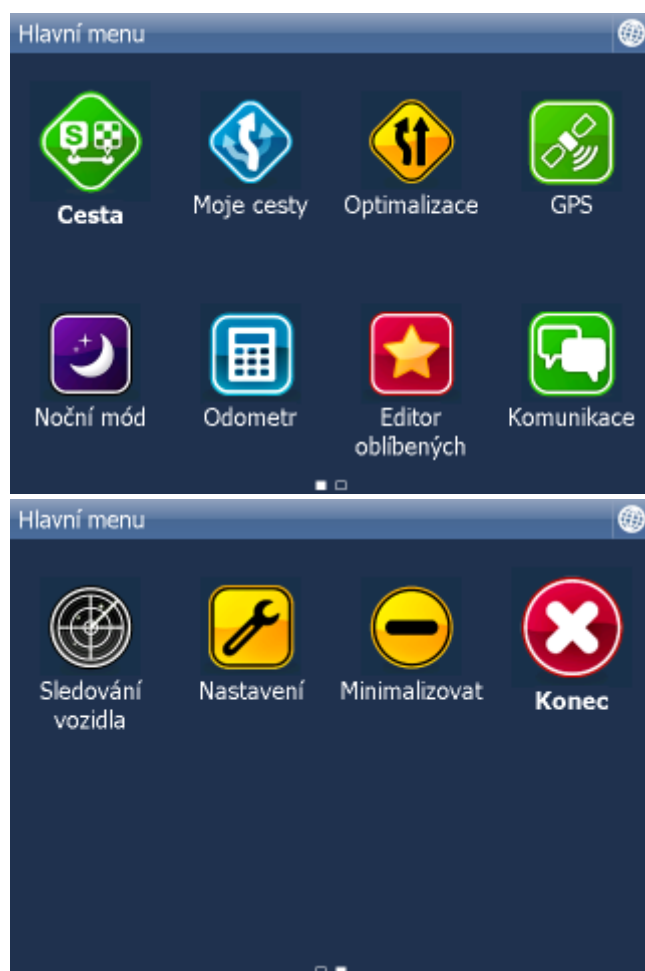 Hlavní menu
S
Cesta
Moje cesty
Optimalizace
GPS
Noční mód
Odometr
Editor
oblíbených
Komunikace
Hlavní menu
Sledování
vozidla
Nastavení
Minimalizovat
Konec